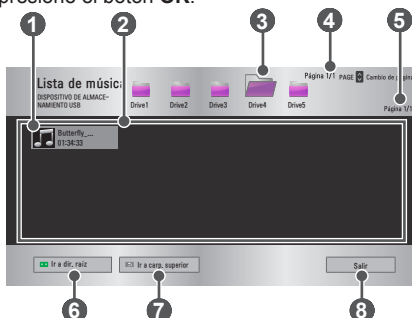 presione el botón OK.
1 2 3 4 5
Lista de música
Página 1/1 PAGE Cambio de página
DISPOSITIVO DE ALMACE-
NAMIENTO USB
Drive1 Drive2 Drive3 Drive4 Drive5
Página 1/1
Butterfly_...
01:34:33
Ir a dir, raíz Ir a carp, superior Salir
6 7 8